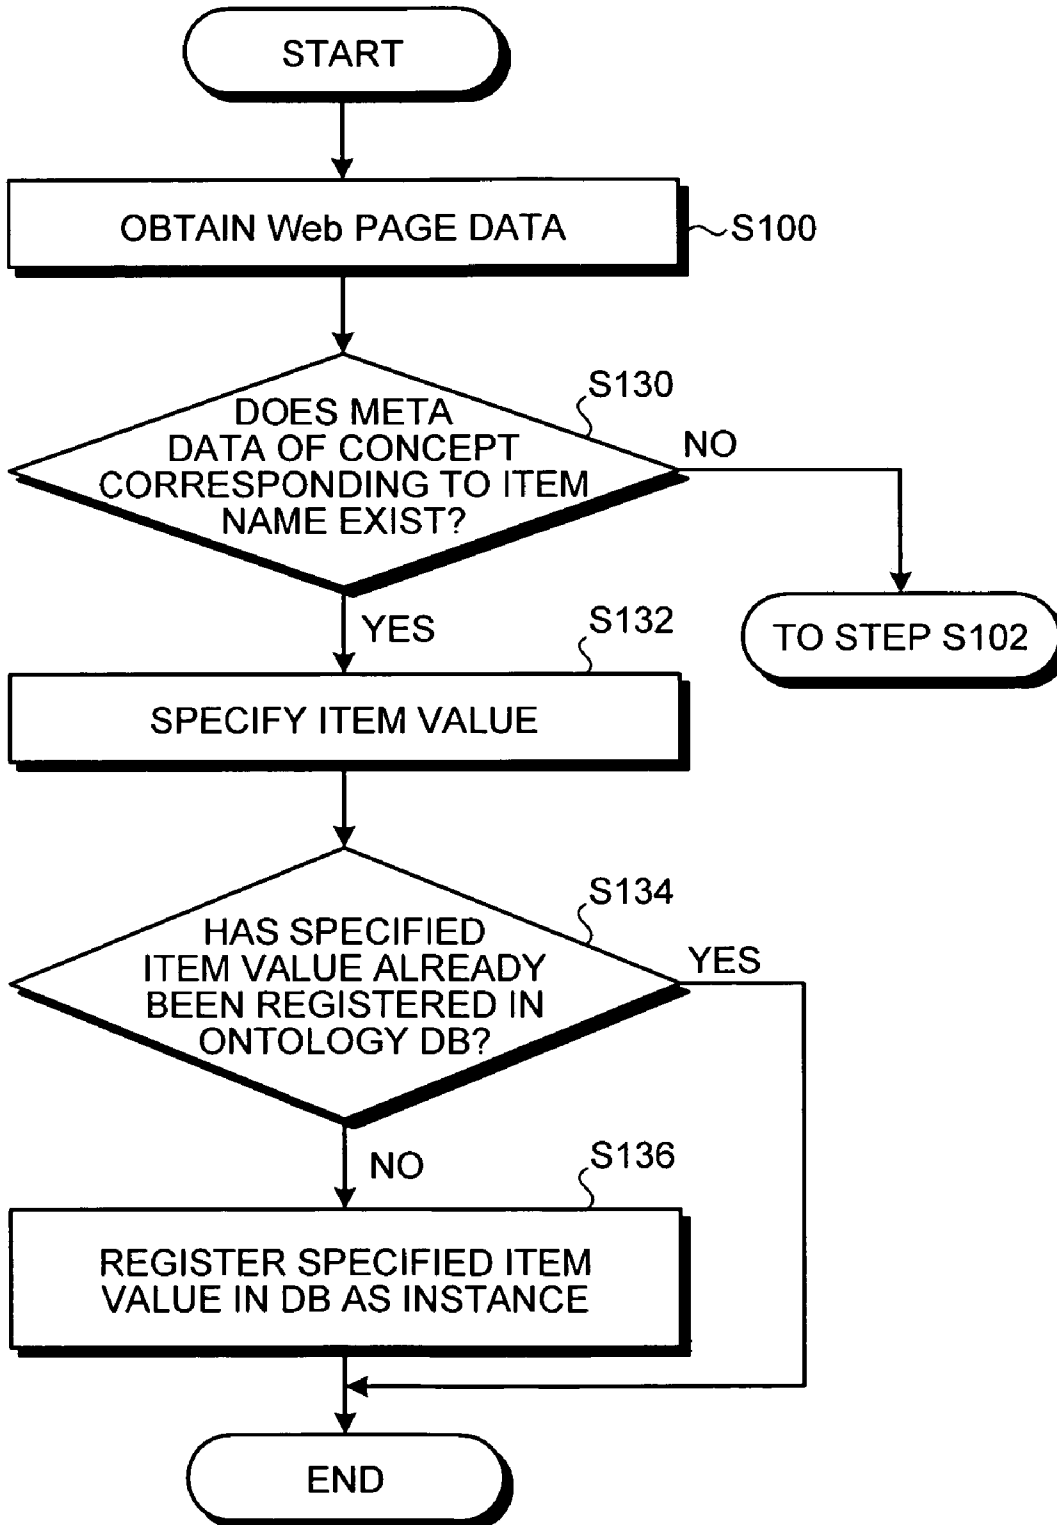 START
OBTAIN Web PAGE DATA
S100
S130
DOES META
DATA OF CONCEPT
CORRESPONDING TO ITEM
NAME EXIST?
NO
YES
TO STEP S102
S132
SPECIFY ITEM VALUE
S134
HAS SPECIFIED
ITEM VALUE ALREADY
BEEN REGISTERED IN
ONTOLOGY DB?
YES
NO
S136
REGISTER SPECIFIED ITEM
VALUE IN DB AS INSTANCE
END